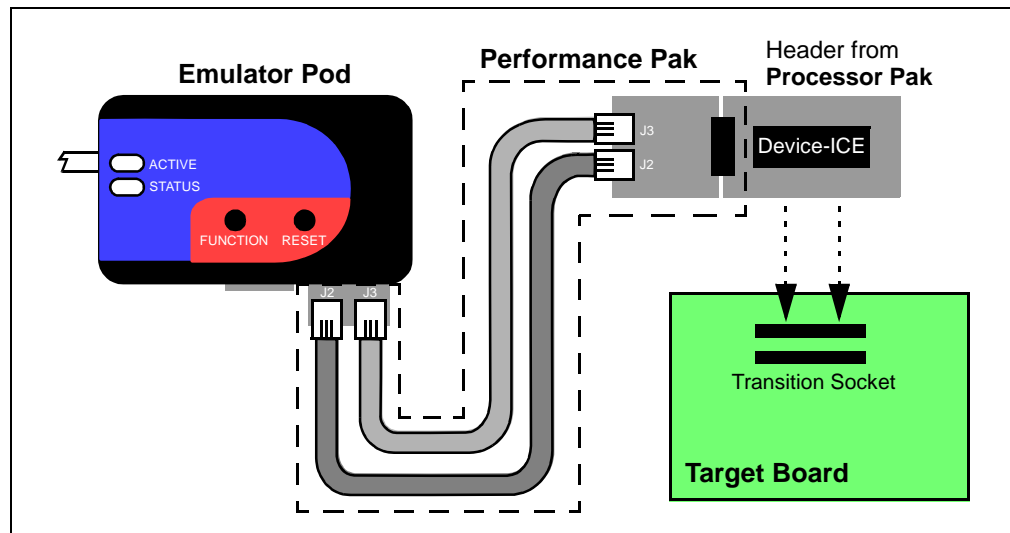 Emulator Pod
Performance Pak
Header from
Processor Pak
ACTIVE
STATUS
FUNCTION RESET
J3
J2
Device-ICE
J2 J3
Transition Socket
Target Board